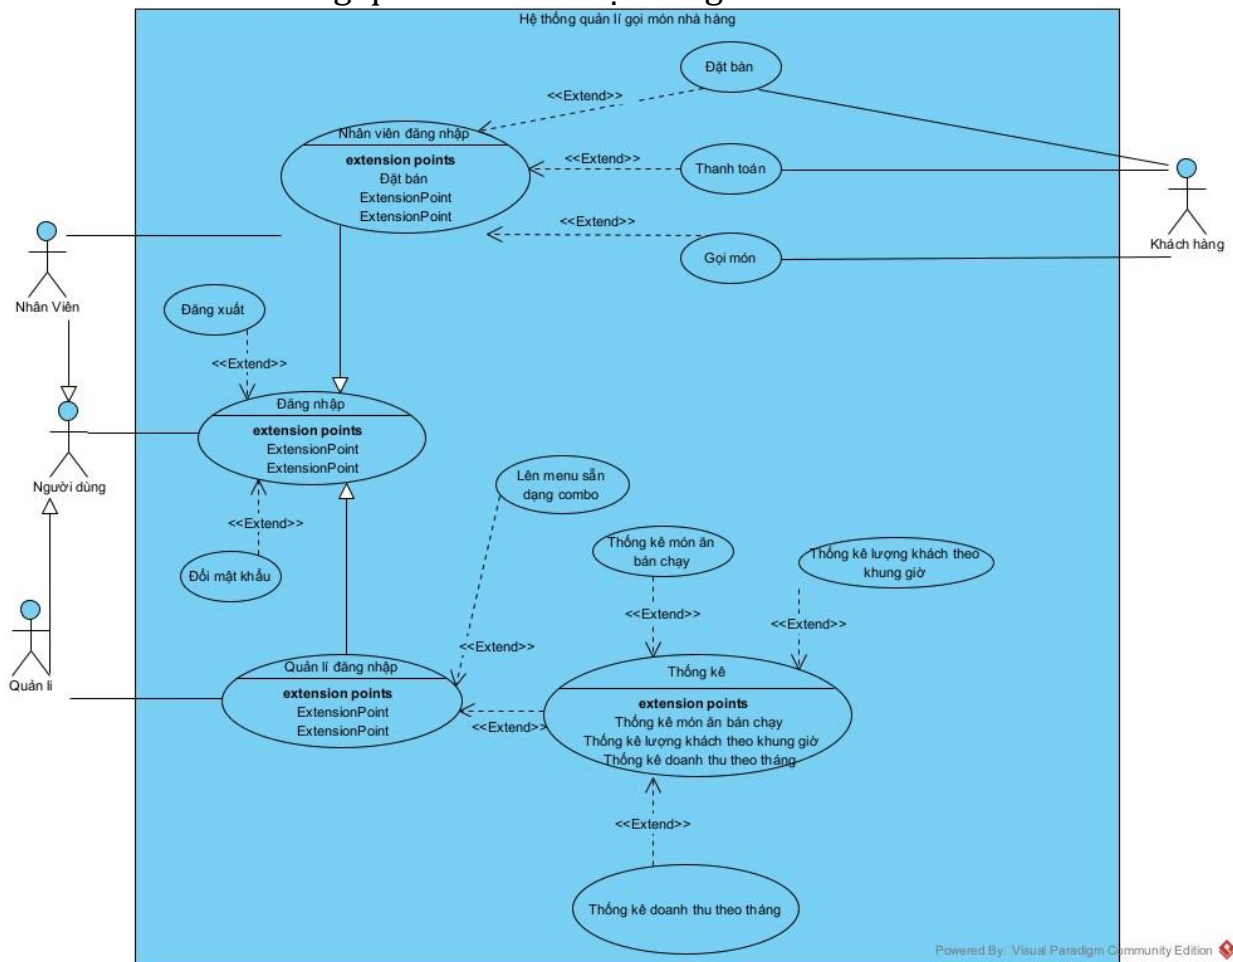 Hệ thống quản lí gọi món nhà hàng
Đặt bàn
<<Extend>>
Nhân viên đăng nhập
extension points
Đặt bán
ExtensionPoint
ExtensionPoint
<<Extend>>
Thanh toán
<<Extend>>
Gọi món
Khách hàng
Nhân Viên
Đăng xuất
<<Extend>>
Đăng nhập
extension points
ExtensionPoint
ExtensionPoint
Người dùng
<<Extend>>
Đổi mật khẩu
Lên menu sẵn
dạng combo
Thống kê món ăn
bán chạy
Thống kê lượng khách theo
khung giờ
<<Extend>>
<<Extend>>
<<Extend>>
Quản lí đăng nhập
extension points
ExtensionPoint
ExtensionPoint
Quản lí
<<Extend>>
Thống kê
extension points
Thống kê món ăn bán chạy
Thống kê lượng khách theo khung giờ
Thống kê doanh thu theo tháng
<<Extend>>
Thống kê doanh thu theo tháng
Powered By Visual Paradigm Community Edition